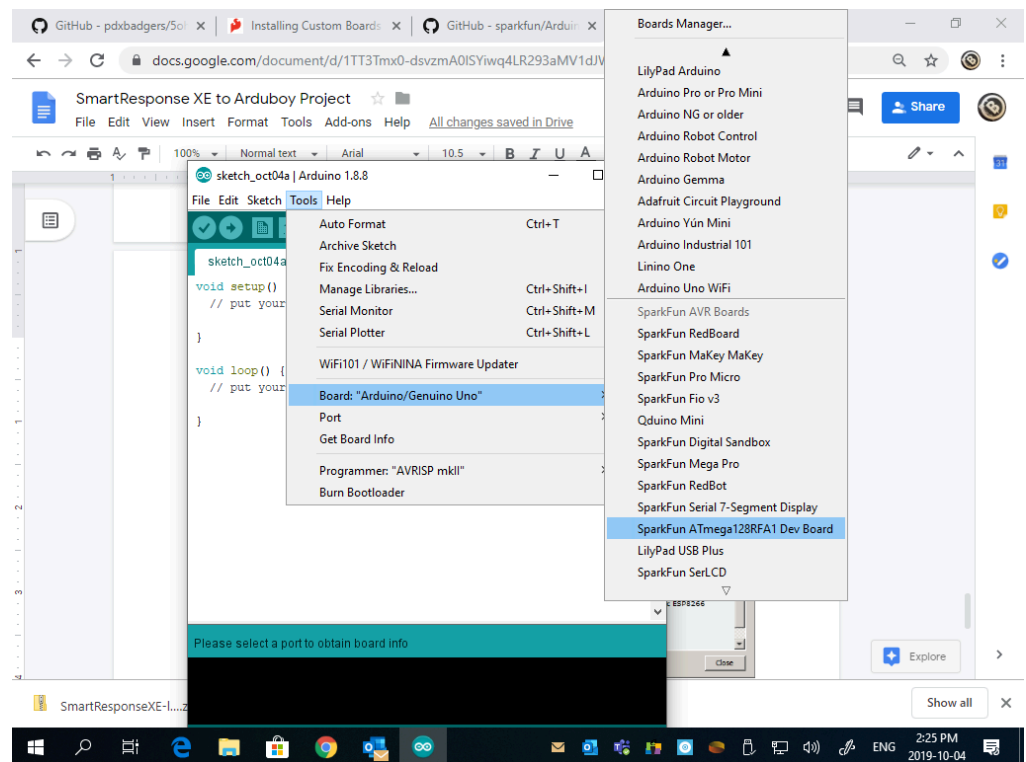 GitHub - pdxbadgers/5ol
Installing Custom Boards
GitHub - sparkfun/Arduin
docs.google.com/document/d/1TT3Tmx0-dsvzmA0lSYiwq4LR293aMV1dJV
SmartResponse XE to Arduboy Project
File Edit View Insert Format Tools Add-ons Help All changes saved in Drive
Share
100% Normal text Arial 10.5 B I U A
sketch_oct04a | Arduino 1.8.8
File Edit Sketch Tools Help
sketch_oct04a
void setup()
// put your
}
void loop() {
// put your
}
Auto Format Ctrl+T
Archive Sketch
Fix Encoding & Reload
Manage Libraries... Ctrl+Shift+I
Serial Monitor Ctrl+Shift+M
Serial Plotter Ctrl+Shift+L
WiFi101 / WiFiNINA Firmware Updater
Board: "Arduino/Genuino Uno"
Port
Get Board Info
Programmer: "AVRISP mkII"
Burn Bootloader
Boards Manager...
LilyPad Arduino
Arduino Pro or Pro Mini
Arduino NG or older
Arduino Robot Control
Arduino Robot Motor
Arduino Gemma
Adafruit Circuit Playground
Arduino Yún Mini
Arduino Industrial 101
Linino One
Arduino Uno WiFi
SparkFun AVR Boards
SparkFun RedBoard
SparkFun MaKey MaKey
SparkFun Pro Micro
SparkFun Fio v3
Qduino Mini
SparkFun Digital Sandbox
SparkFun Mega Pro
SparkFun RedBot
SparkFun Serial 7-Segment Display
SparkFun ATmega128RFA1 Dev Board
LilyPad USB Plus
SparkFun SerLCD
ESP8266
Close
Please select a port to obtain board info
31
Explore
1
1
2
3
4
SmartResponseXE-l....z
Show all
ENG
2:25 PM
2019-10-04